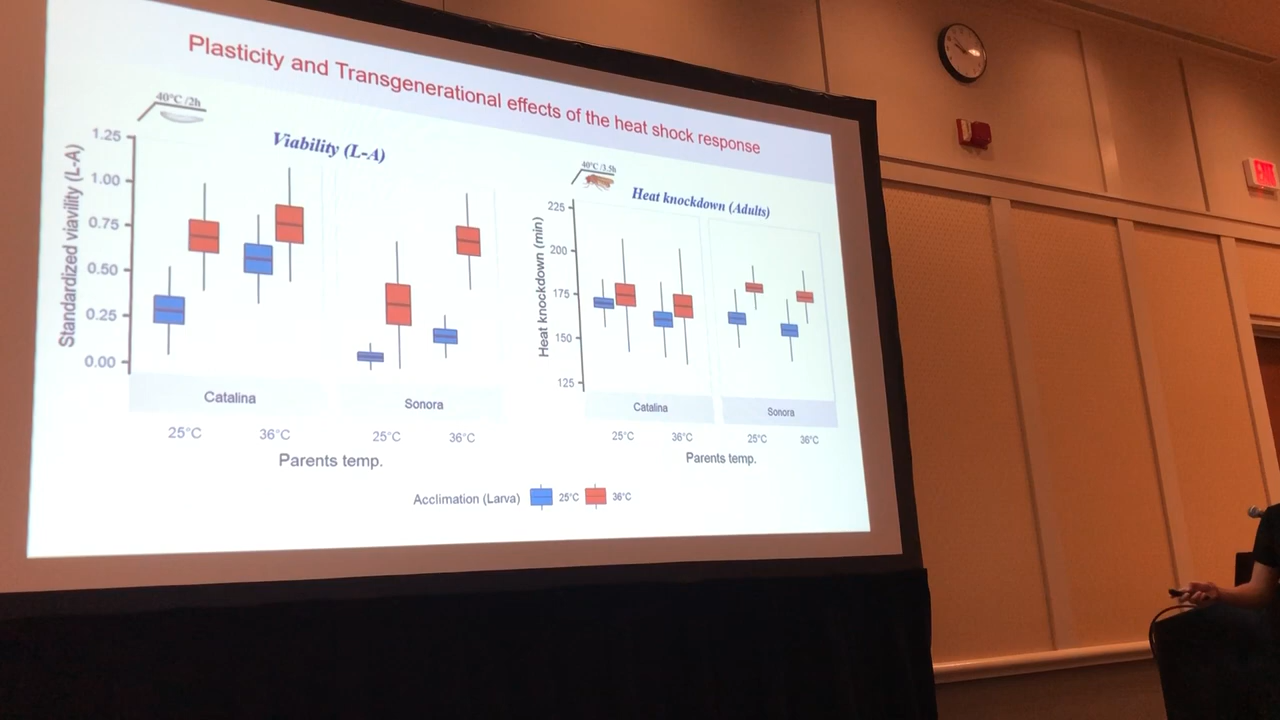 Plasticity and Transgenerational effects of the heat shock response
40°C /2h
Viability (L-A)
Standardized viavility (L-A)
1.25
1.00
0.75
0.50
0.25
0.00
Catalina
Sonora
25°C
36°C
25°C
36°C
Parents temp.
40°C /3.5h
Heat knockdown (Adults)
Heat knockdown (min)
225
200
175
150
125
Catalina
Sonora
25°C
36°C
25°C
36°C
Parents temp.
Acclimation (Larva) 25°C 36°C